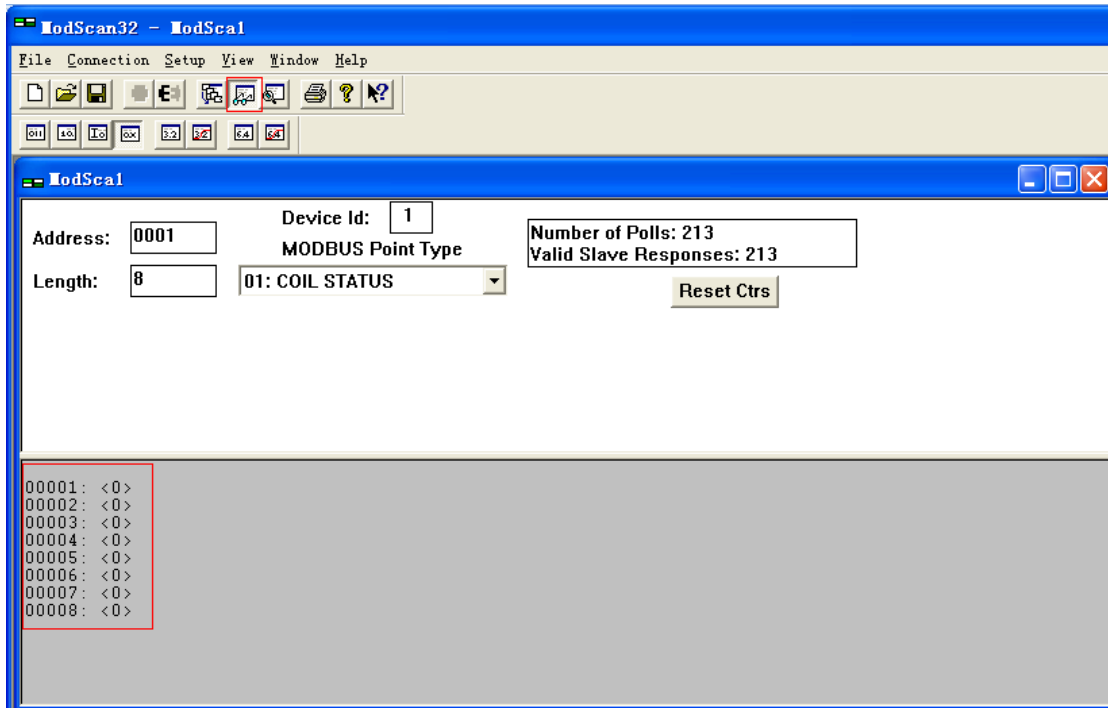 ModScan32 - ModSca1
File Connection Setup View Window Help
ModSca1
Address: 0001
Device Id: 1
MODBUS Point Type
Length: 8
01: COIL STATUS
Number of Polls: 213
Valid Slave Responses: 213
Reset Ctrs
00001: <0>
00002: <0>
00003: <0>
00004: <0>
00005: <0>
00006: <0>
00007: <0>
00008: <0>